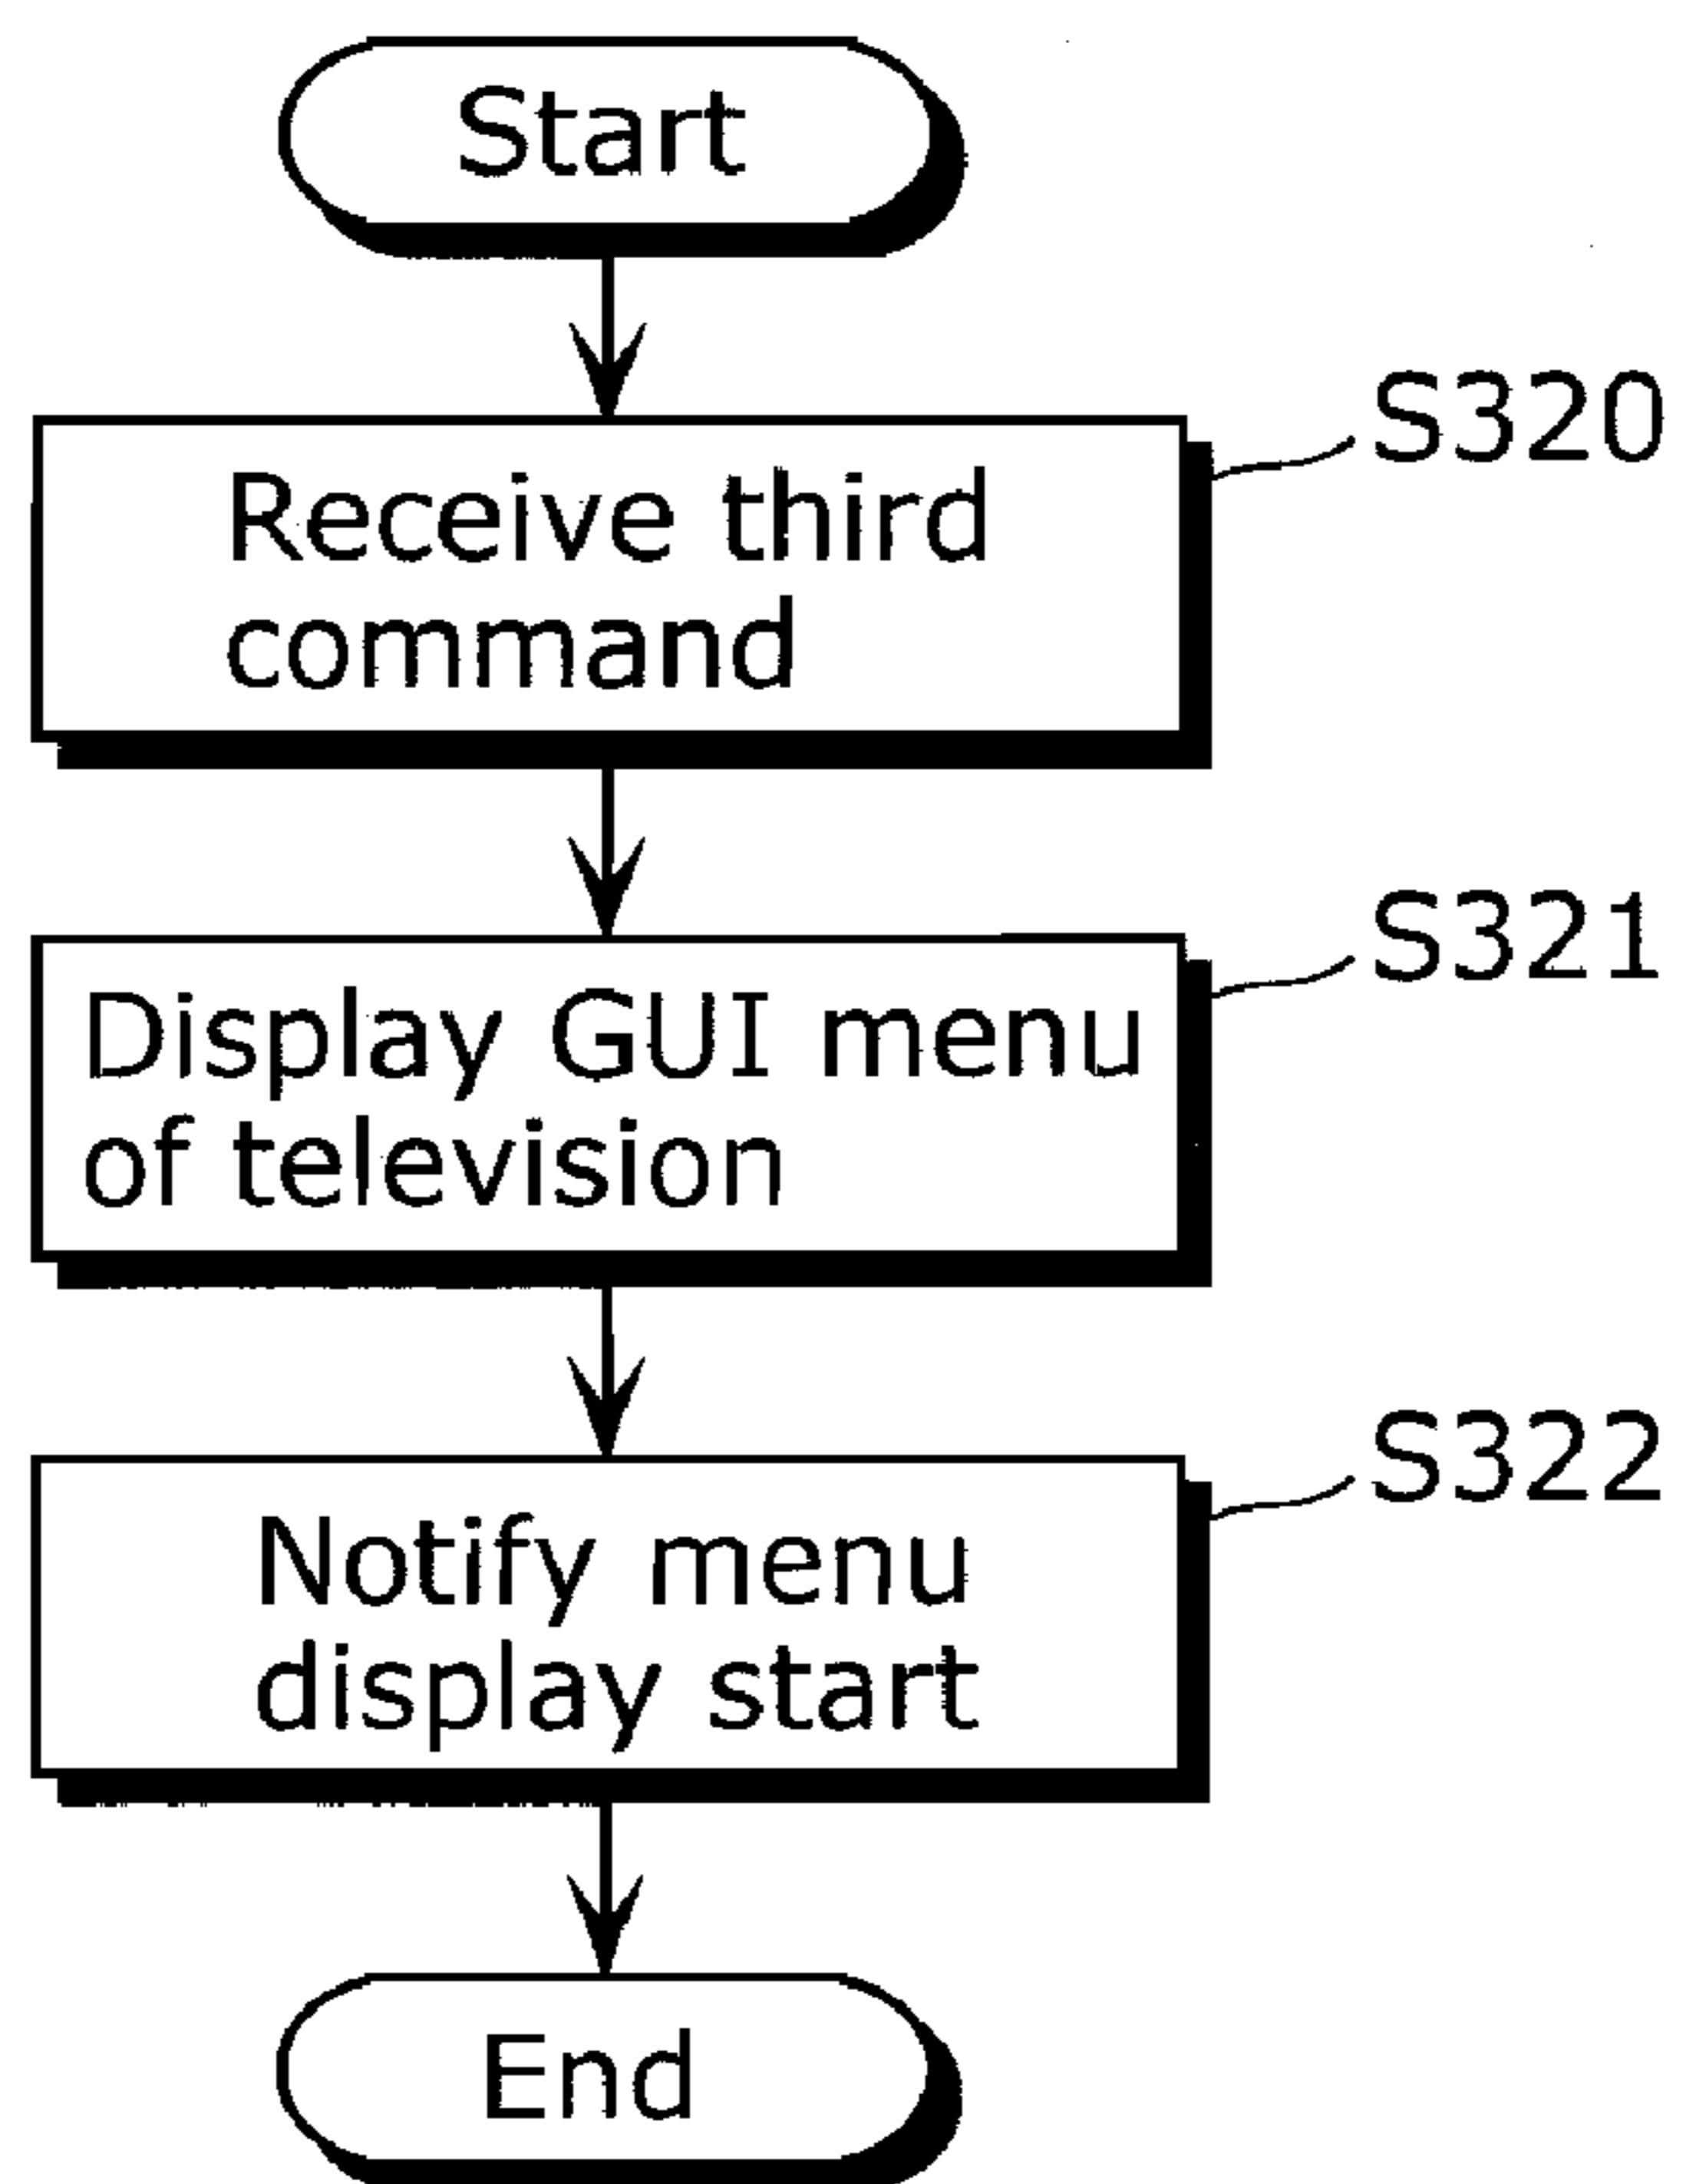 Start
S320
Receive third
command
S321
Display GUI menu
of television
S322
Notify menu
display start
End